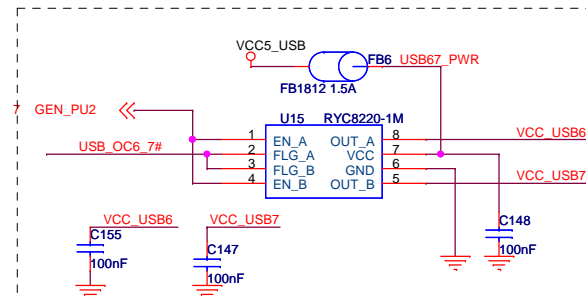 VCC5_USB
FB6 USB67_PWR
FB1812 1.5A
7 GEN_PU2
U15 RYC8220-1M
1 EN_A OUT_A 8 VCC_USB6
USB_OC6_7# 2 FLG_A VCC 7
3 FLG_B GND 6
4 EN_B OUT_B 5 VCC_USB7
VCC_USB6 VCC_USB7 C148
C155 C147 100nF
100nF 100nF